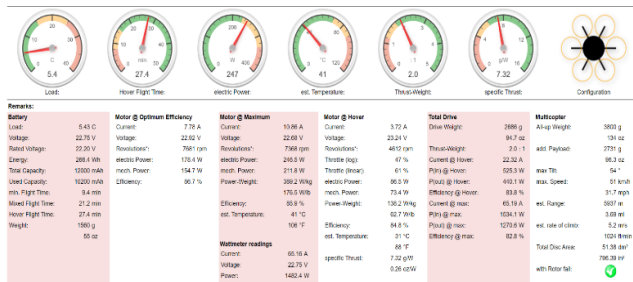 5.4
27.4
247
41
2.0
7.32
Load:
Hover Flight Time:
electric Power:
est. Temperature:
Thrust-Weight:
specific Thrust:
Configuration
Remarks:
Battery
Load: 5.43 C
Voltage: 22.75 V
Rated Voltage: 22.20 V
Energy: 266.4 Wh
Total Capacity: 12000 mAh
Used Capacity: 10200 mAh
min. Flight Time: 9.4 min
Mixed Flight Time: 21.2 min
Hover Flight Time: 27.4 min
Weight: 1560 g
55 oz
Motor @ Optimum Efficiency
Current: 7.78 A
Voltage: 22.92 V
Revolutions*: 7681 rpm
electric Power: 178.4 W
mech. Power: 154.7 W
Efficiency: 86.7 %
Motor @ Maximum
Current: 10.86 A
Voltage: 22.68 V
Revolutions*: 7368 rpm
electric Power: 246.5 W
mech. Power: 211.8 W
Power-Weight: 389.2 W/kg
176.5 W/lb
Efficiency: 85.9 %
est. Temperature: 41 °C
106 °F
Wattmeter readings
Current: 65.16 A
Voltage: 22.75 V
Power: 1482.4 W
Motor @ Hover
Current: 3.72 A
Voltage: 23.24 V
Revolutions*: 4612 rpm
Throttle (log): 47 %
Throttle (linear): 61 %
electric Power: 86.5 W
mech. Power: 73.4 W
Power-Weight: 138.2 W/kg
62.7 W/lb
Efficiency: 84.8 %
est. Temperature: 31 °C
88 °F
specific Thrust: 7.32 g/W
0.26 oz/W
Total Drive
Drive Weight: 2686 g
94.7 oz
Thrust-Weight: 2.0 : 1
Current @ Hover: 22.32 A
P(in) @ Hover: 525.3 W
P(out) @ Hover: 440.1 W
Efficiency @ Hover: 83.8 %
Current @ max: 65.19 A
P(in) @ max: 1534.1 W
P(out) @ max: 1270.6 W
Efficiency @ max: 82.8 %
Multicopter
All-up Weight: 3800 g
134 oz
add. Payload: 2731 g
96.3 oz
max Tilt: 54 °
max. Speed: 51 km/h
31.7 mph
est. Range: 5937 m
3.69 mi
est. rate of climb: 5.2 m/s
1024 ft/min
Total Disc Area: 51.38 dm²
796.39 in²
with Rotor fail: